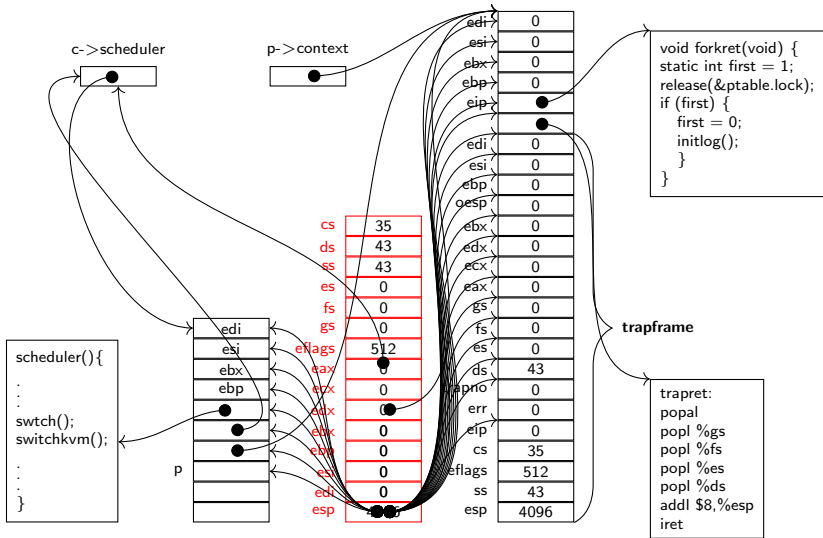 c->scheduler
p->context
edi 0
esi 0
ebx 0
ebp 0
eip
edi 0
esi 0
ebp 0
oesp 0
ebx 0
edx 0
ecx 0
eax 0
gs 0
fs 0
es 0
ds 43
trapno 0
err 0
eip 0
cs 35
eflags 512
ss 43
esp 4096
void forkret(void) {
static int first = 1;
release(&ptable.lock);
if (first) {
first = 0;
initlog();
}
}
trapframe
trapret:
popal
popl %gs
popl %fs
popl %es
popl %ds
addl $8,%esp
iret
cs 35
ds 43
ss 43
es 0
fs 0
gs 0
eflags 512
eax 0
ecx 0
edx 0
ebx 0
ebp 0
esi 0
edi 0
esp
edi
esi
ebx
ebp
p
scheduler(){
.
.
.
swtch();
switchkvm();
.
.
.
}